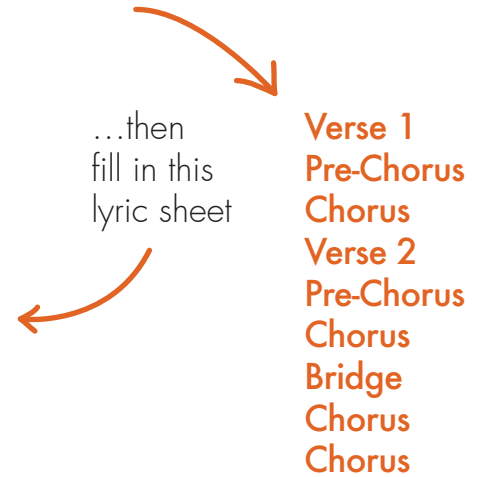 …then
fill in this
lyric sheet
Verse 1
Pre-Chorus
Chorus
Verse 2
Pre-Chorus
Chorus
Bridge
Chorus
Chorus